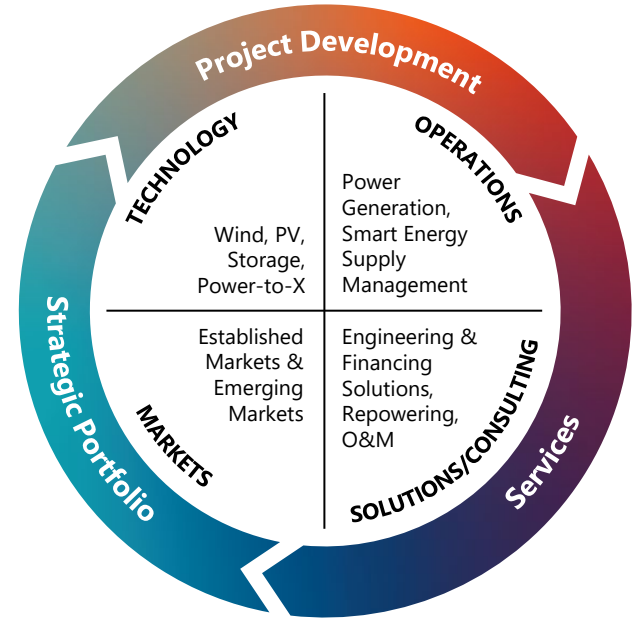 Project Development
TECHNOLOGY
Wind, PV,
Storage,
Power-to-X
OPERATIONS
Power
Generation,
Smart Energy
Supply
Management
Strategic Portfolio
MARKETS
Established
Markets &
Emerging
Markets
Engineering &
Financing
Solutions,
Repowering,
O&M
SOLUTIONS/CONSULTING
Services